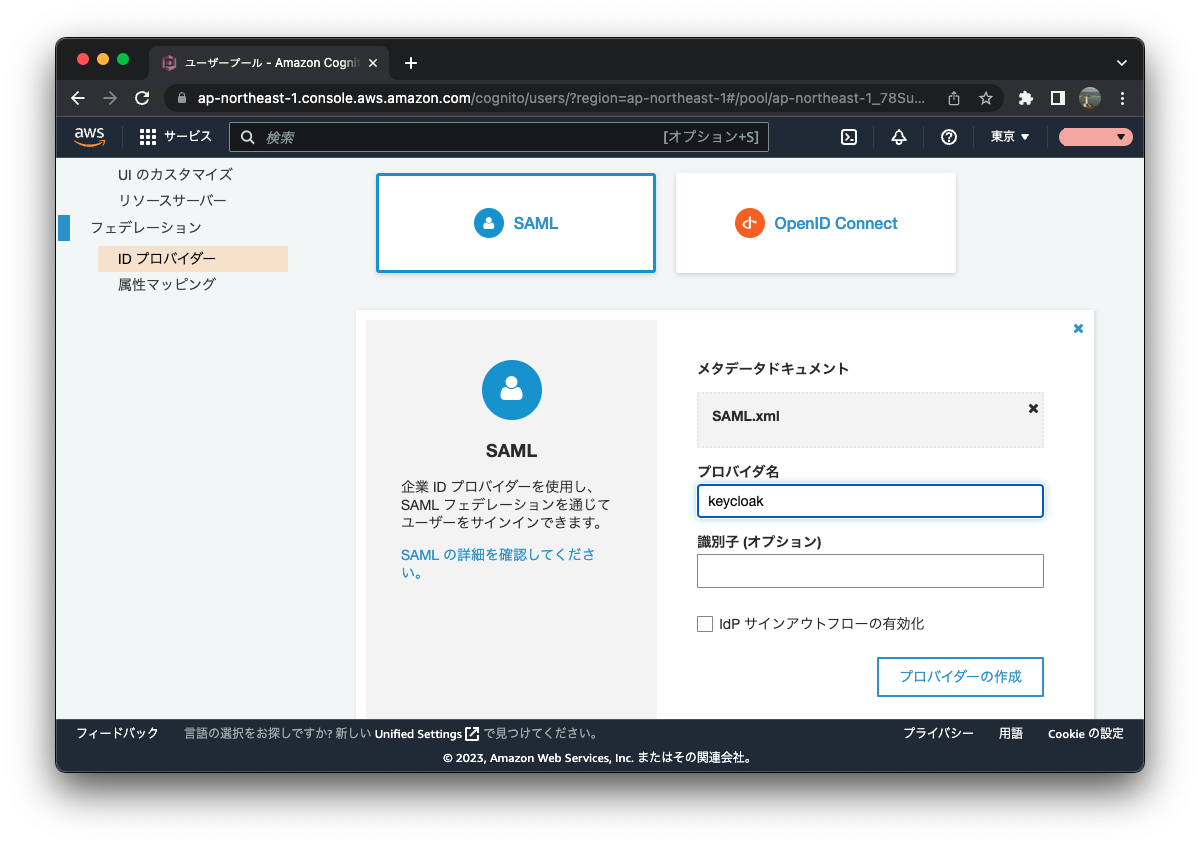 ユーザープール - Amazon Cogni
ap-northeast-1.console.aws.amazon.com/cognito/users/?region=ap-northeast-1#/pool/ap-northeast-1_78Su...
aws
サービス
検索
[オプション+S]
東京
UI のカスタマイズ
リソースサーバー
フェデレーション
ID プロバイダー
属性マッピング
SAML
OpenID Connect
SAML
企業 ID プロバイダーを使用し、
SAML フェデレーションを通じて
ユーザーをサインインできます。
SAML の詳細を確認してくださ
い。
メタデータドキュメント
SAML.xml
プロバイダ名
keycloak
識別子 (オプション)
IdP サインアウトフローの有効化
プロバイダーの作成
フィードバック
言語の選択をお探しですか? 新しい Unified Settings で見つけてください。
プライバシー
用語
Cookie の設定
© 2023, Amazon Web Services, Inc. またはその関連会社。